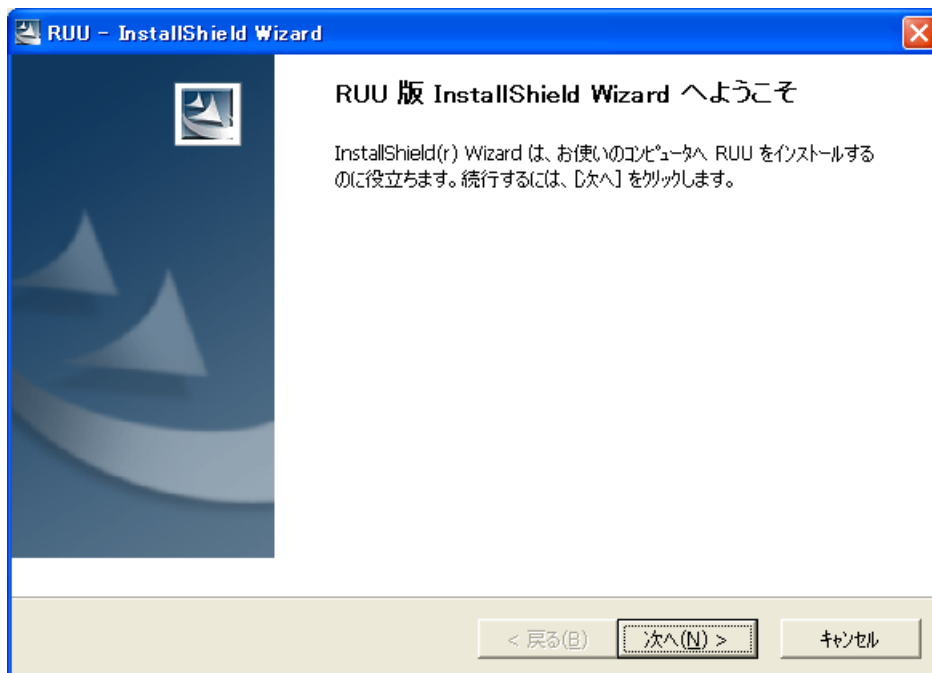 RUU - InstallShield Wizard
RUU 版 InstallShield Wizard へようこそ
InstallShield(r) Wizard は、お使いのコンピュータへ RUU をインストールする
のに役立ちます。続行するには、[次へ] をクリックします。
< 戻る(B)
次へ(N) >
キャンセル